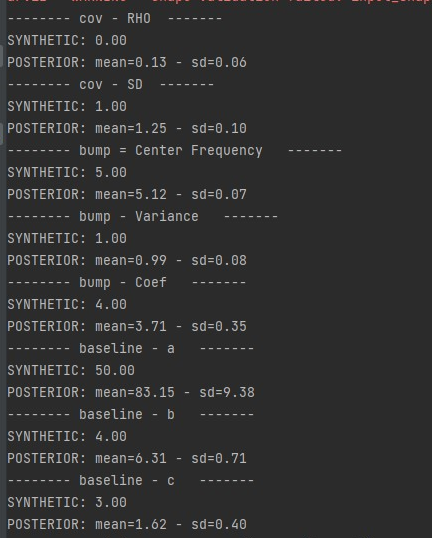 -------- cov - RHO  -------
SYNTHETIC: 0.00
POSTERIOR: mean=0.13 - sd=0.06
-------- cov - SD  -------
SYNTHETIC: 1.00
POSTERIOR: mean=1.25 - sd=0.10
-------- bump = Center Frequency   -------
SYNTHETIC: 5.00
POSTERIOR: mean=5.12 - sd=0.07
-------- bump - Variance   -------
SYNTHETIC: 1.00
POSTERIOR: mean=0.99 - sd=0.08
-------- bump - Coef   -------
SYNTHETIC: 4.00
POSTERIOR: mean=3.71 - sd=0.35
-------- baseline - a   -------
SYNTHETIC: 50.00
POSTERIOR: mean=83.15 - sd=9.38
-------- baseline - b   -------
SYNTHETIC: 4.00
POSTERIOR: mean=6.31 - sd=0.71
-------- baseline - c   -------
SYNTHETIC: 3.00
POSTERIOR: mean=1.62 - sd=0.40